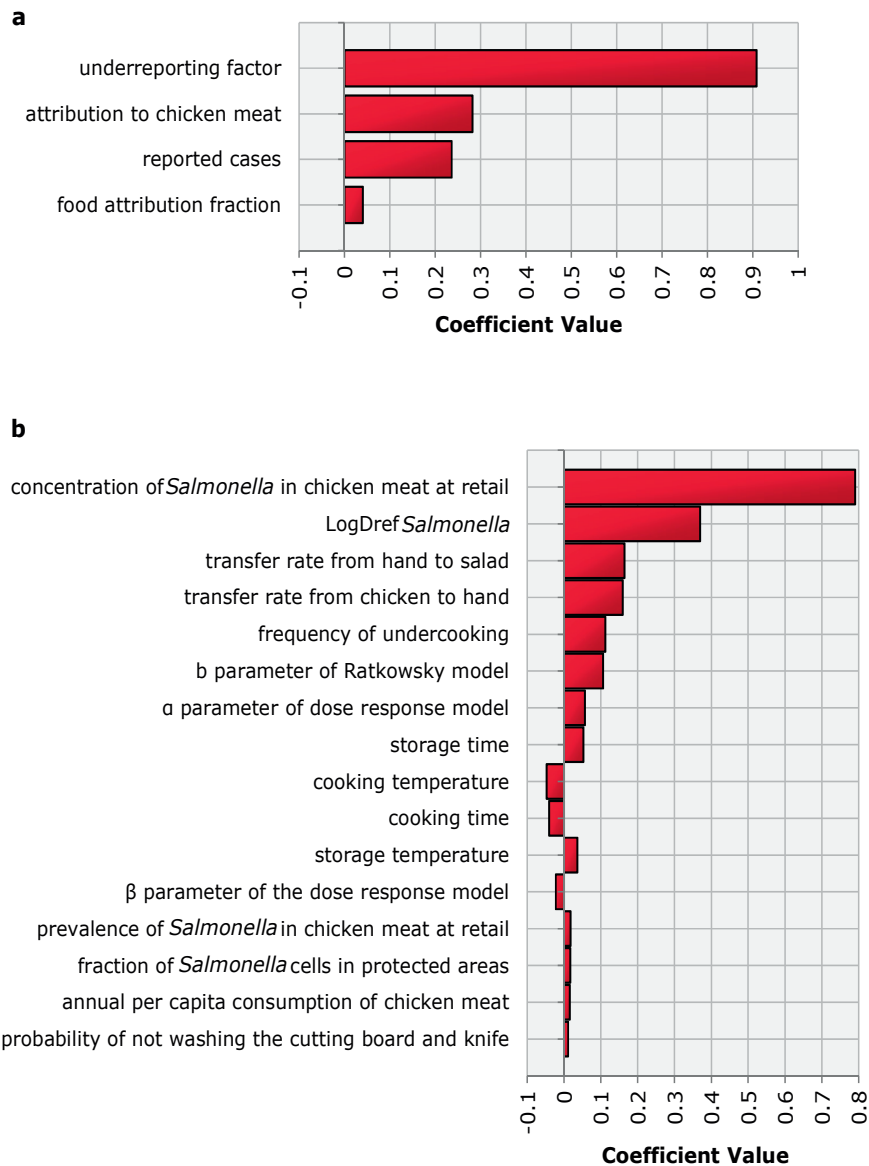 a
underreporting factor
attribution to chicken meat
reported cases
food attribution fraction
-0.1 0 0.1 0.2 0.3 0.4 0.5 0.6 0.7 0.8 0.9 1
Coefficient Value
b
concentration of Salmonella in chicken meat at retail
LogDref Salmonella
transfer rate from hand to salad
transfer rate from chicken to hand
frequency of undercooking
b parameter of Ratkowsky model
α parameter of dose response model
storage time
cooking temperature
cooking time
storage temperature
β parameter of the dose response model
prevalence of Salmonella in chicken meat at retail
fraction of Salmonella cells in protected areas
annual per capita consumption of chicken meat
probability of not washing the cutting board and knife
-0.1 0 0.1 0.2 0.3 0.4 0.5 0.6 0.7 0.8
Coefficient Value